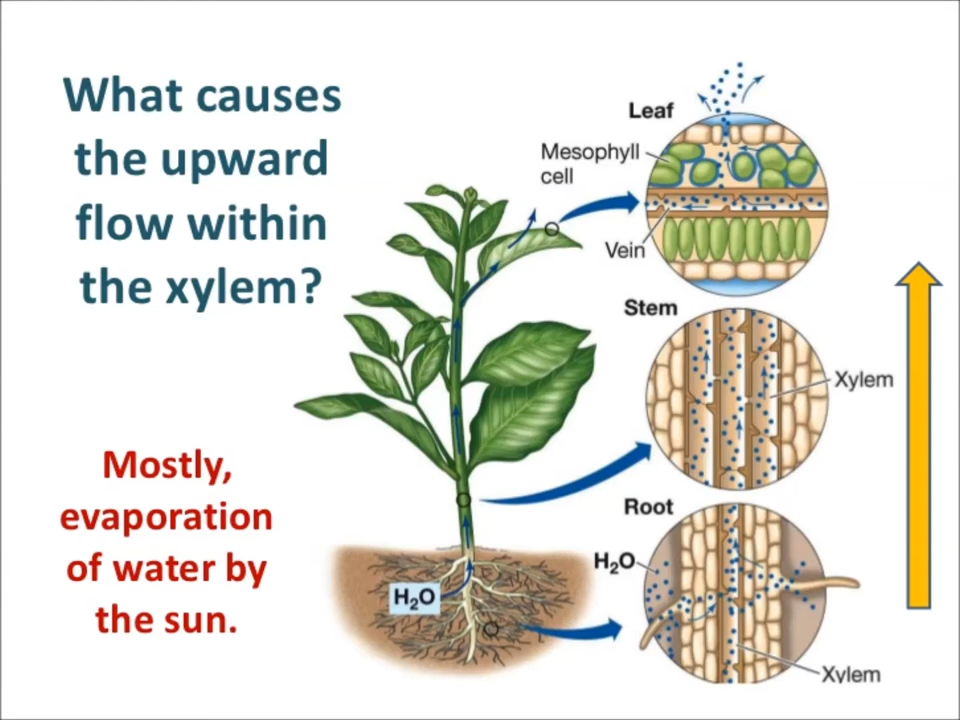 What causes
the upward
flow within
the xylem?
Mostly,
evaporation
of water by
the sun.
Leaf
Mesophyll
cell
Vein
Stem
Xylem
Root
H₂O
H₂O
Xylem